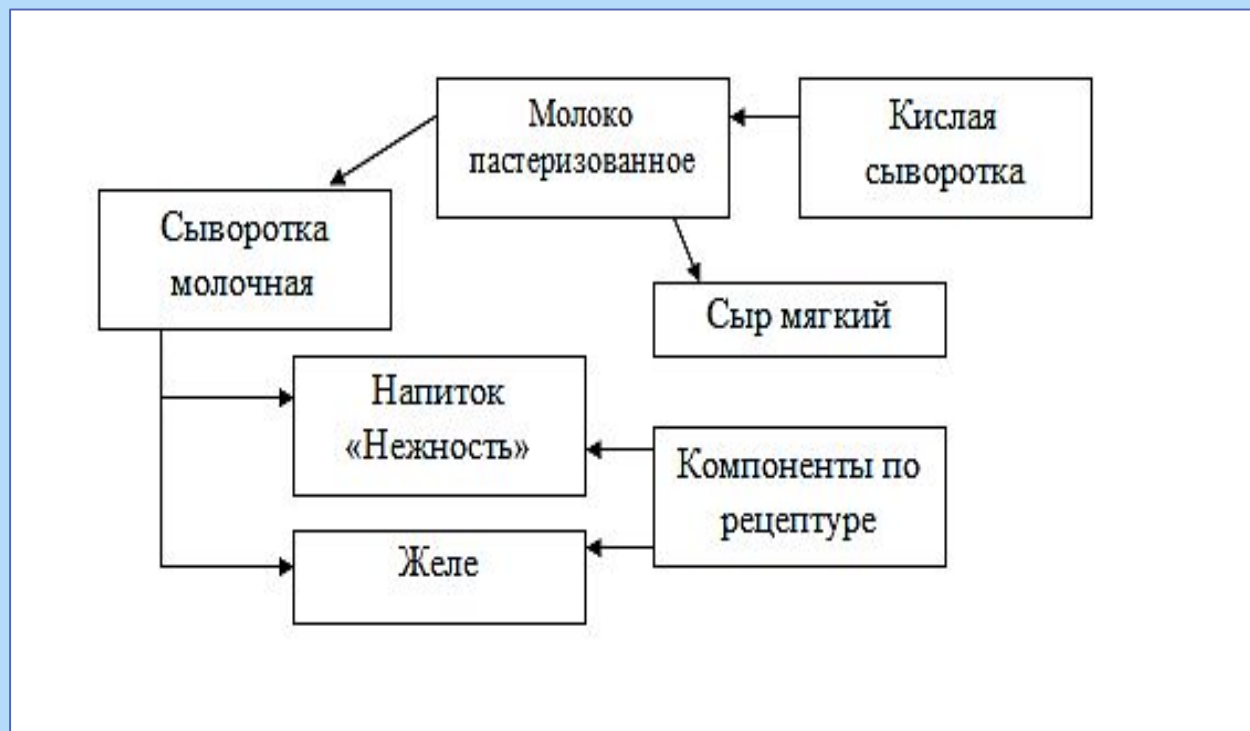 Молоко
пастеризованное
Кислая
сыворотка
Сыворотка
молочная
Сыр мягкий
Напиток
«Нежность»
Компоненты по
рецептуре
Желе